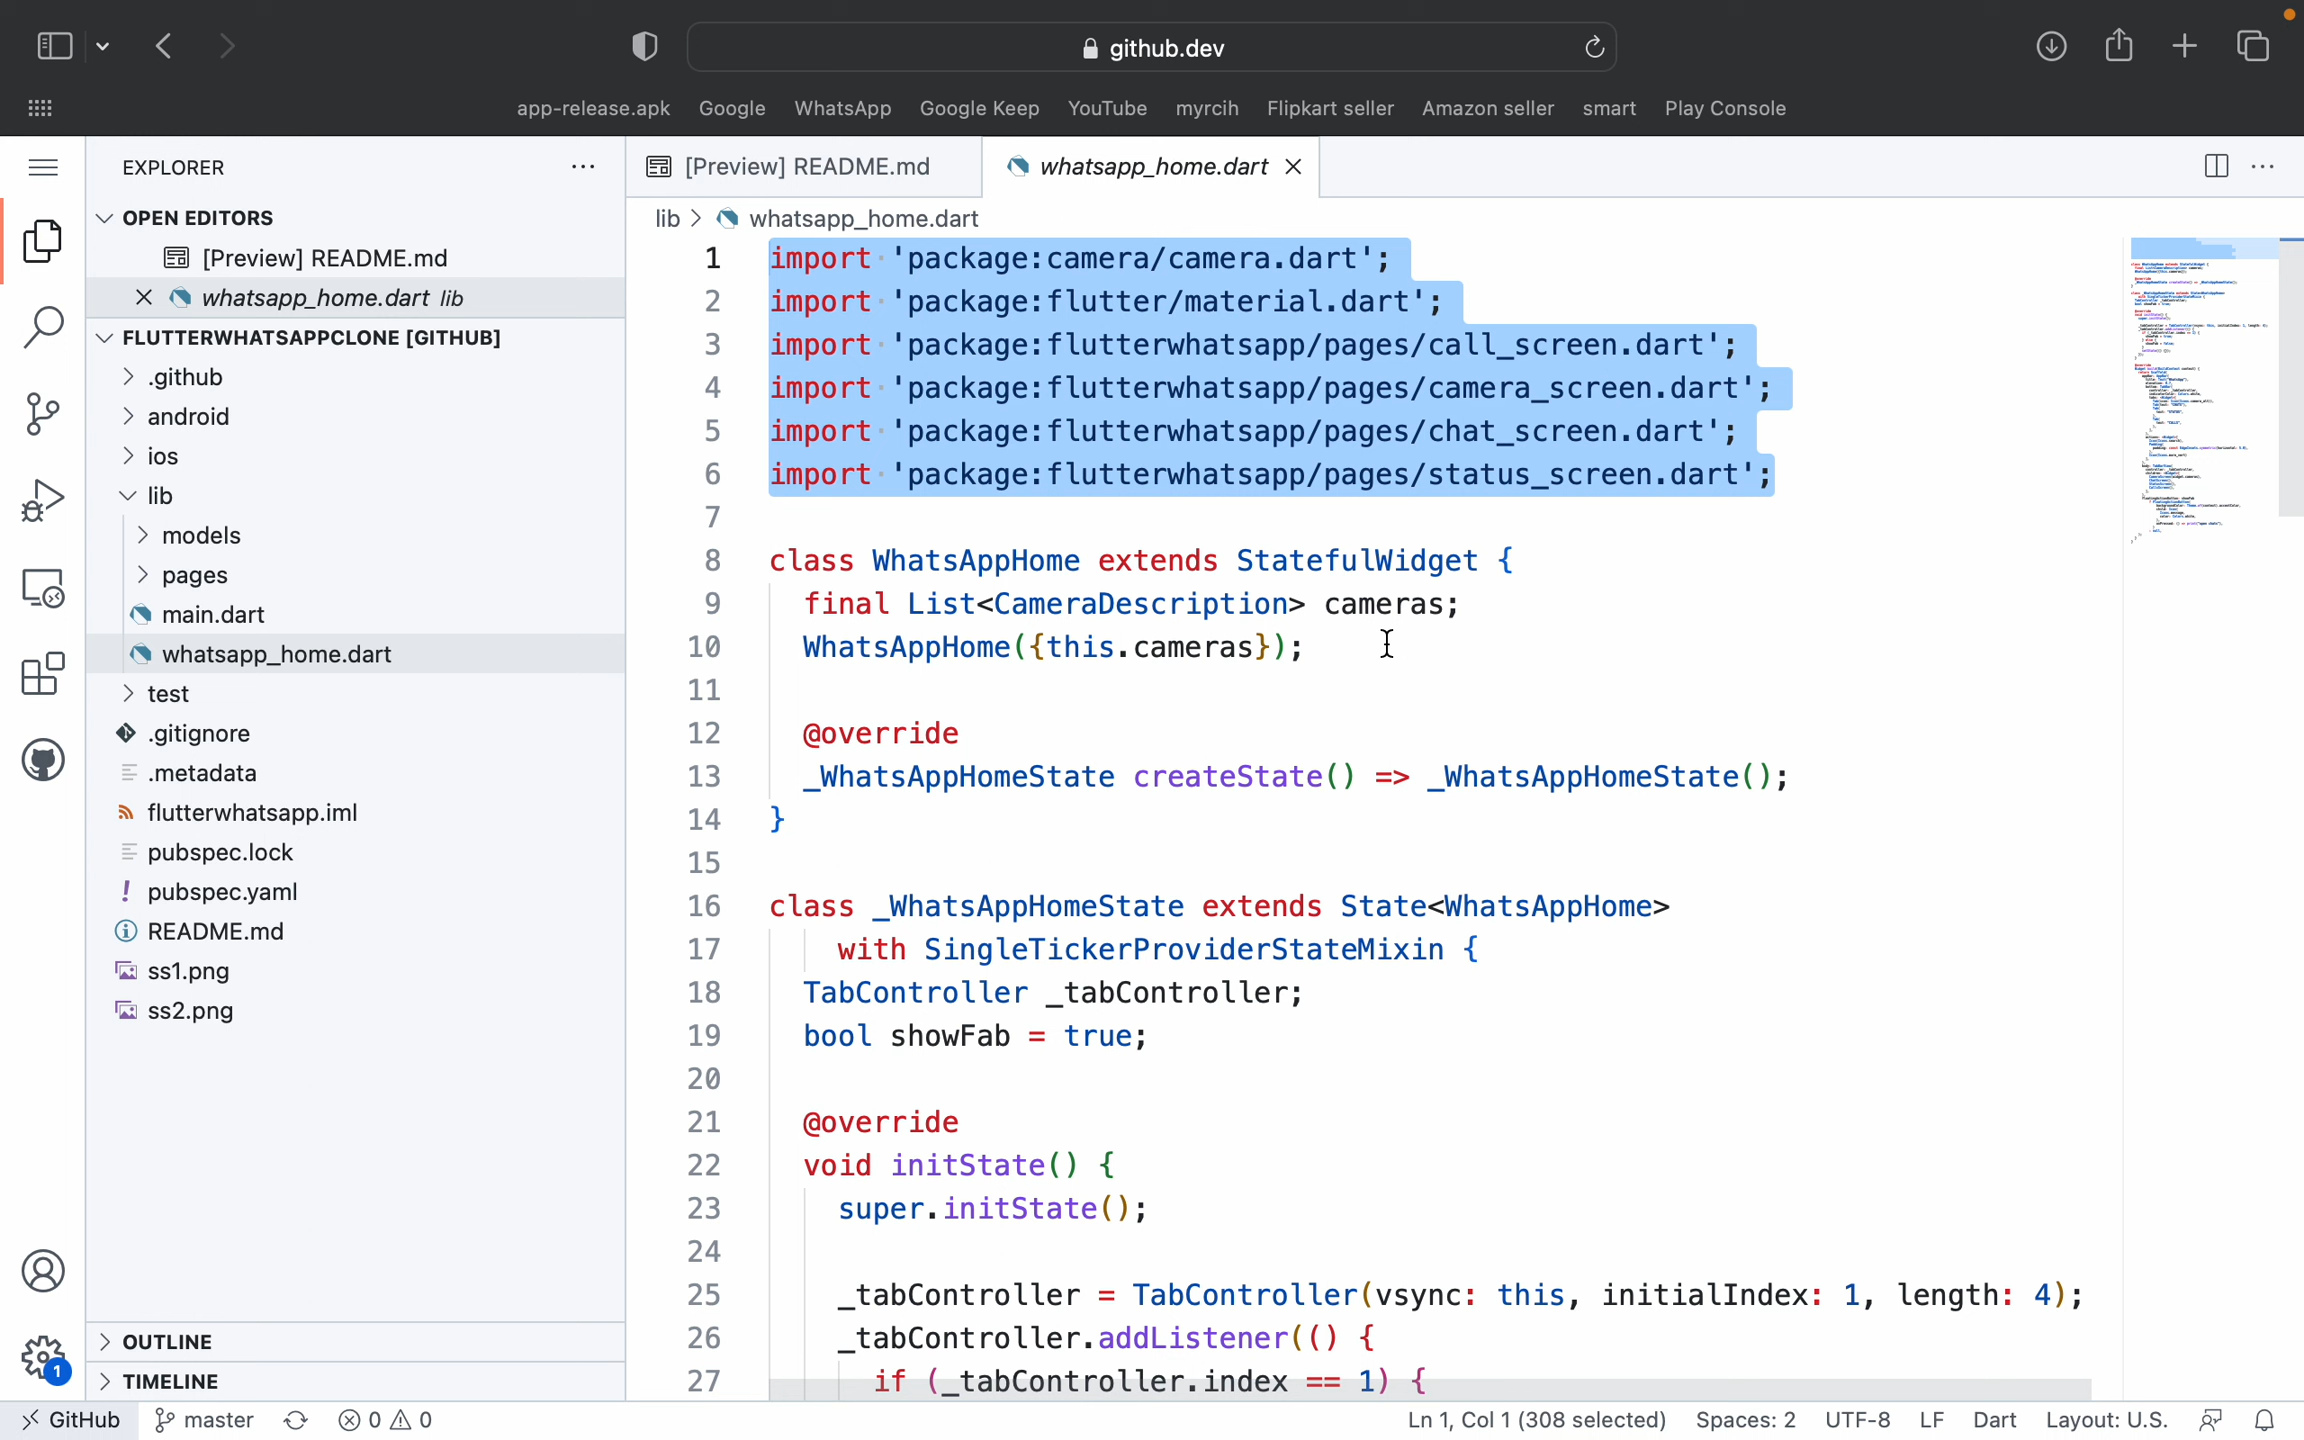 github.dev
app-release.apk Google WhatsApp Google Keep YouTube myrcih Flipkart seller Amazon seller smart Play Console
EXPLORER
OPEN EDITORS
[Preview] README.md
whatsapp_home.dart lib
FLUTTERWHATSAPPCLONE [GITHUB]
.github
android
ios
lib
models
pages
main.dart
whatsapp_home.dart
test
.gitignore
.metadata
flutterwhatsapp.iml
pubspec.lock
pubspec.yaml
README.md
ss1.png
ss2.png
OUTLINE
TIMELINE
[Preview] README.md whatsapp_home.dart
lib > whatsapp_home.dart
1 import 'package:camera/camera.dart';
2 import 'package:flutter/material.dart';
3 import 'package:flutterwhatsapp/pages/call_screen.dart';
4 import 'package:flutterwhatsapp/pages/camera_screen.dart';
5 import 'package:flutterwhatsapp/pages/chat_screen.dart';
6 import 'package:flutterwhatsapp/pages/status_screen.dart';
7
8 class WhatsAppHome extends StatefulWidget {
9 final List<CameraDescription> cameras;
10 WhatsAppHome({this.cameras});
11
12 @override
13 _WhatsAppHomeState createState() => _WhatsAppHomeState();
14 }
15
16 class _WhatsAppHomeState extends State<WhatsAppHome>
17 with SingleTickerProviderStateMixin {
18 TabController _tabController;
19 bool showFab = true;
20
21 @override
22 void initState() {
23 super.initState();
24
25 _tabController = TabController(vsync: this, initialIndex: 1, length: 4);
26 _tabController.addListener(() {
27 if (_tabController.index == 1) {
1
GitHub master 0 0 Ln 1, Col 1 (308 selected) Spaces: 2 UTF-8 LF Dart Layout: U.S.